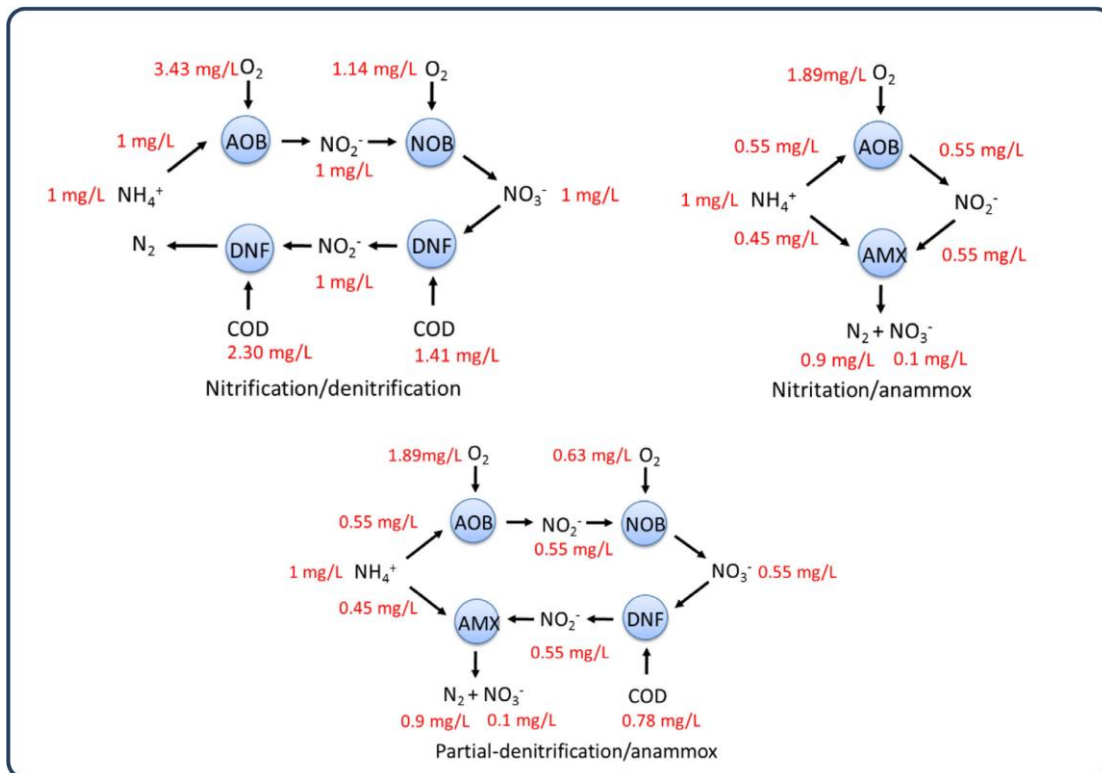 3.43 mg/L O₂
1.14 mg/L O₂
1 mg/L
AOB
NO₂⁻
NOB
1 mg/L
1 mg/L NH₄⁺
NO₃⁻ 1 mg/L
N₂
DNF
NO₂⁻
DNF
1 mg/L
COD
COD
2.30 mg/L
1.41 mg/L
Nitrification/denitrification
1.89mg/L O₂
AOB
0.55 mg/L
0.55 mg/L
1 mg/L NH₄⁺
NO₂⁻
0.45 mg/L
AMX
0.55 mg/L
N₂ + NO₃⁻
0.9 mg/L 0.1 mg/L
Nitritation/anammox
1.89mg/L O₂
0.63 mg/L O₂
0.55 mg/L
AOB
NO₂⁻
NOB
0.55 mg/L
1 mg/L NH₄⁺
NO₃⁻ 0.55 mg/L
0.45 mg/L
AMX
NO₂⁻
DNF
0.55 mg/L
N₂ + NO₃⁻
COD
0.9 mg/L 0.1 mg/L
0.78 mg/L
Partial-denitrification/anammox